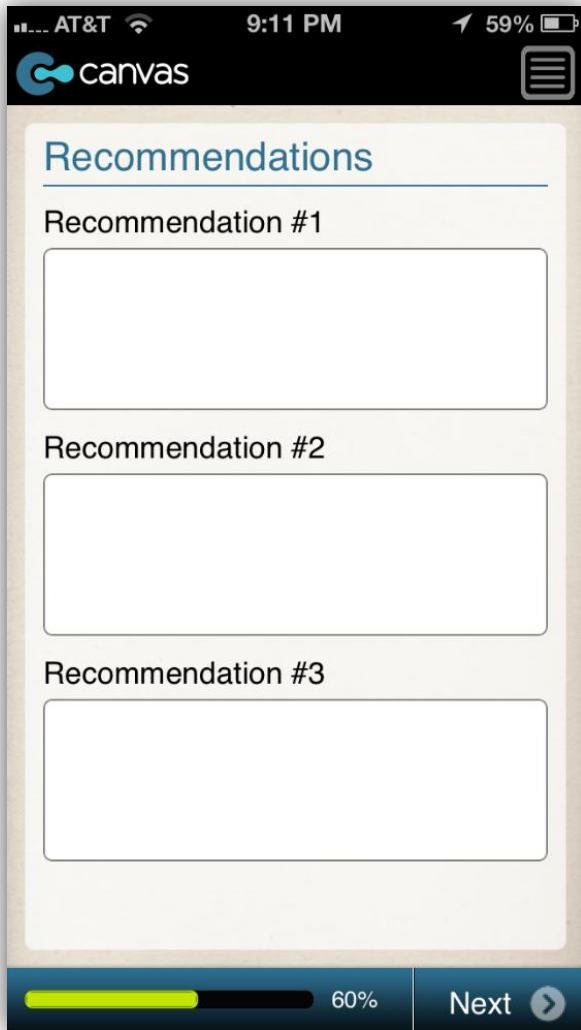 AT&T 9:11 PM 59%
canvas
Recommendations
Recommendation #1
Recommendation #2
Recommendation #3
60% Next